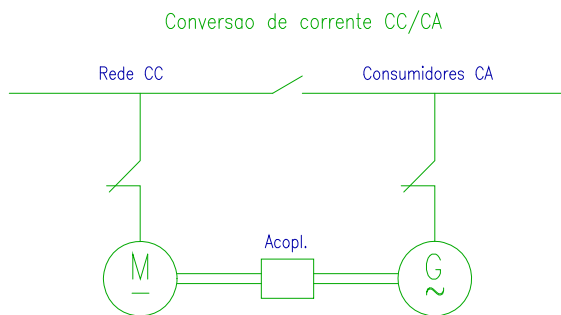 Conversao de corrente CC/CA
Rede CC
Consumidores CA
Acopl.
M
G
~